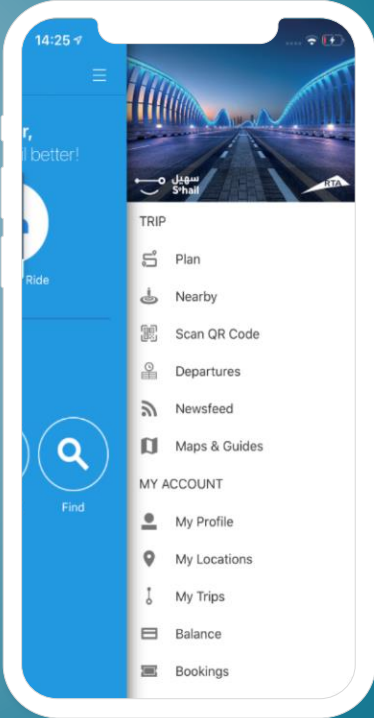 14:25
r,
l better!
Ride
Find
سهيل
S'hail
RTA
TRIP
Plan
Nearby
Scan QR Code
Departures
Newsfeed
Maps & Guides
MY ACCOUNT
My Profile
My Locations
My Trips
Balance
Bookings